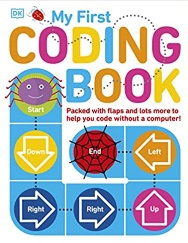 DK
My First
CODING
BOOK
Start
Packed with flaps and lots more to
help you code without a computer!
Down
End
Left
Right
Right
Up